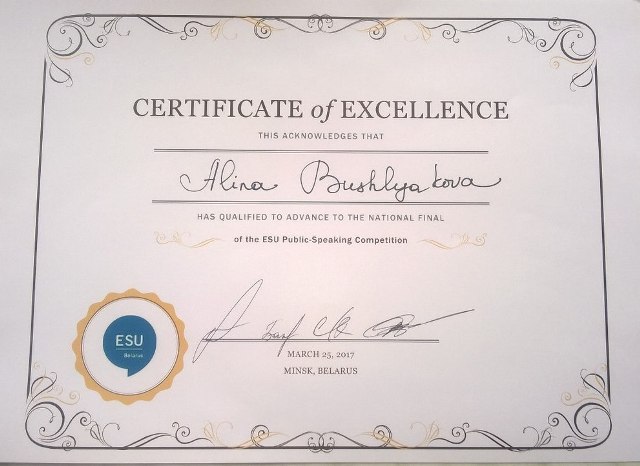 CERTIFICATE of EXCELLENCE
THIS ACKNOWLEDGES THAT
Alina Bushlyakova
HAS QUALIFIED TO ADVANCE TO THE NATIONAL FINAL
of the ESU Public-Speaking Competition
ESU
Belarus
MARCH 25, 2017
MINSK, BELARUS